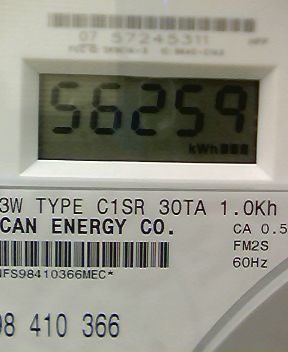 07 57245311
56259
kWh
3W TYPE C1SR 30TA 1.0Kh
CAN ENERGY CO.
CA 0.5
FM2S
60Hz
NFS98410366MEC*
98 410 366